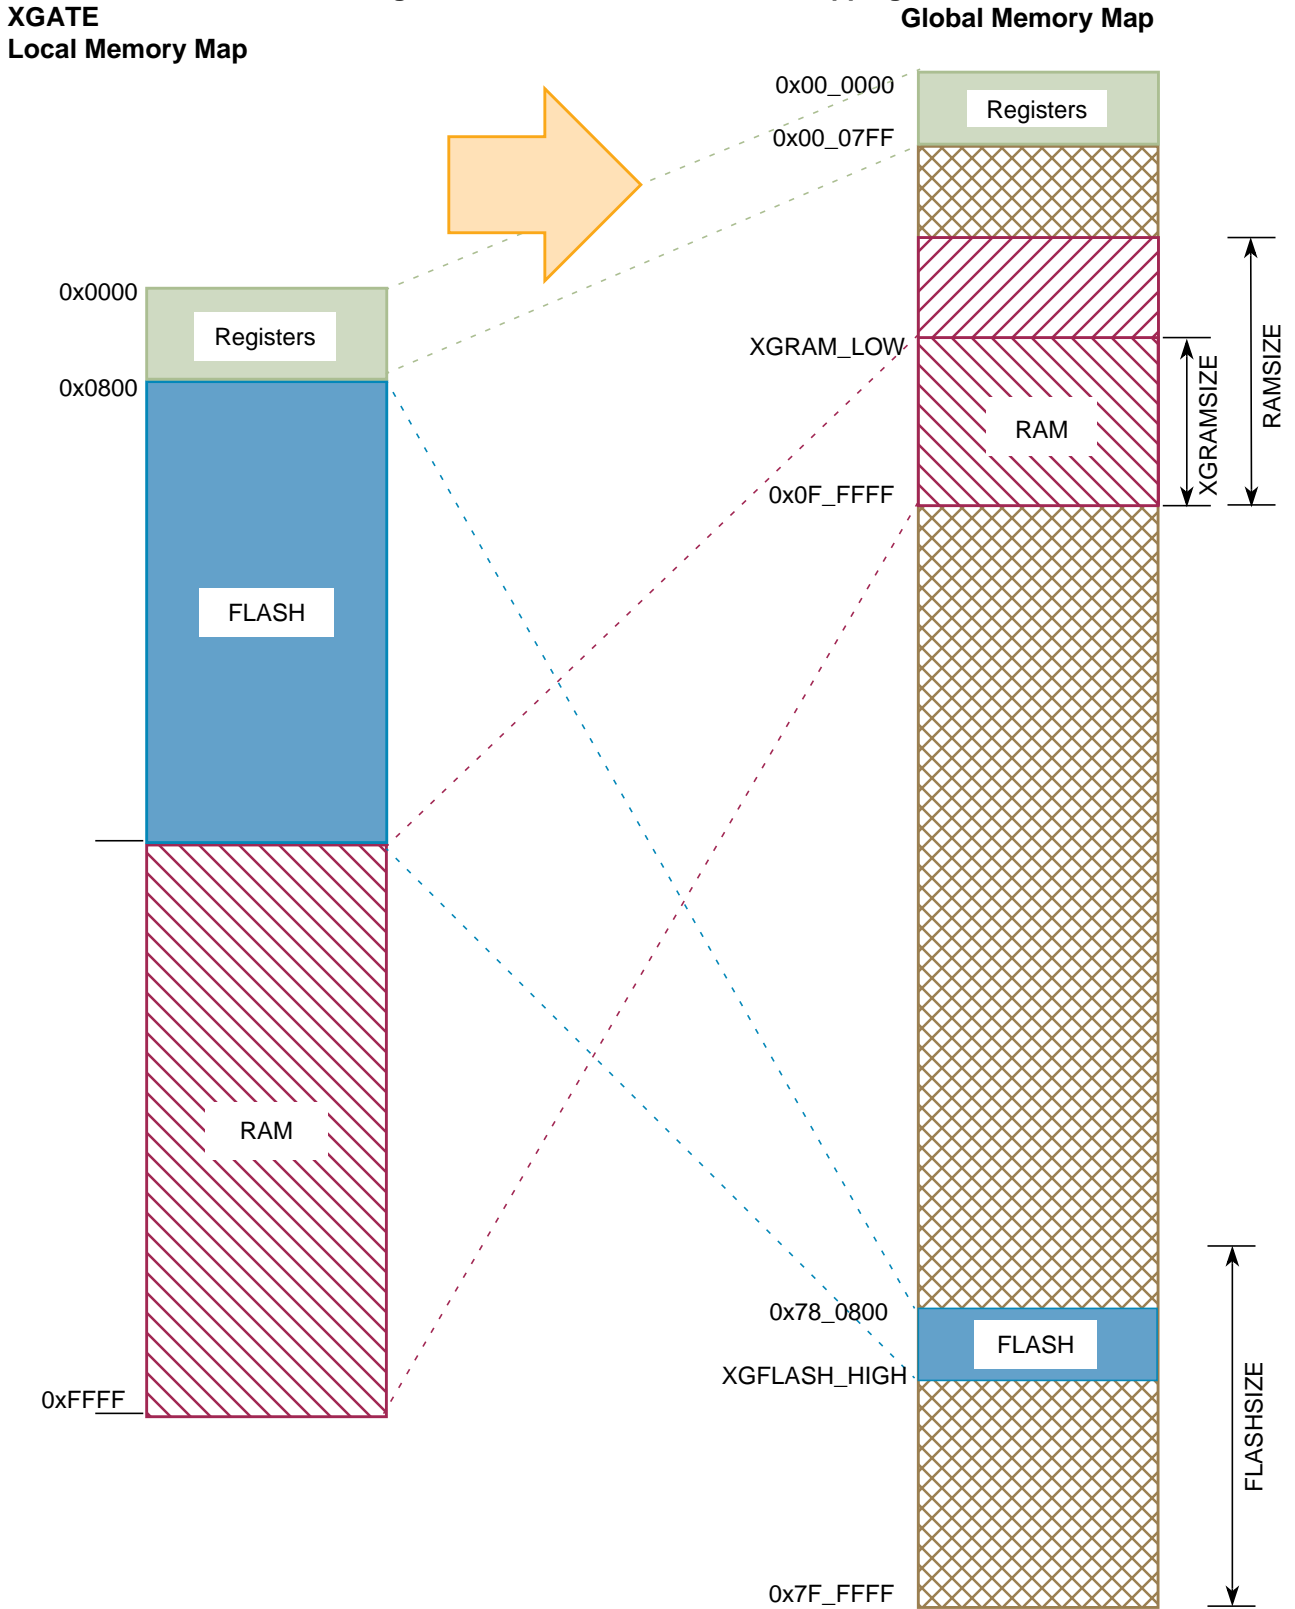 XGATE
Local Memory Map
Global Memory Map
0x00_0000
Registers
0x00_07FF
0x0000
Registers
0x0800
XGRAM_LOW
RAM
XGRAMSIZE
RAMSIZE
0x0F_FFFF
FLASH
RAM
0x78_0800
FLASH
XGFLASH_HIGH
0xFFFF
FLASHSIZE
0x7F_FFFF